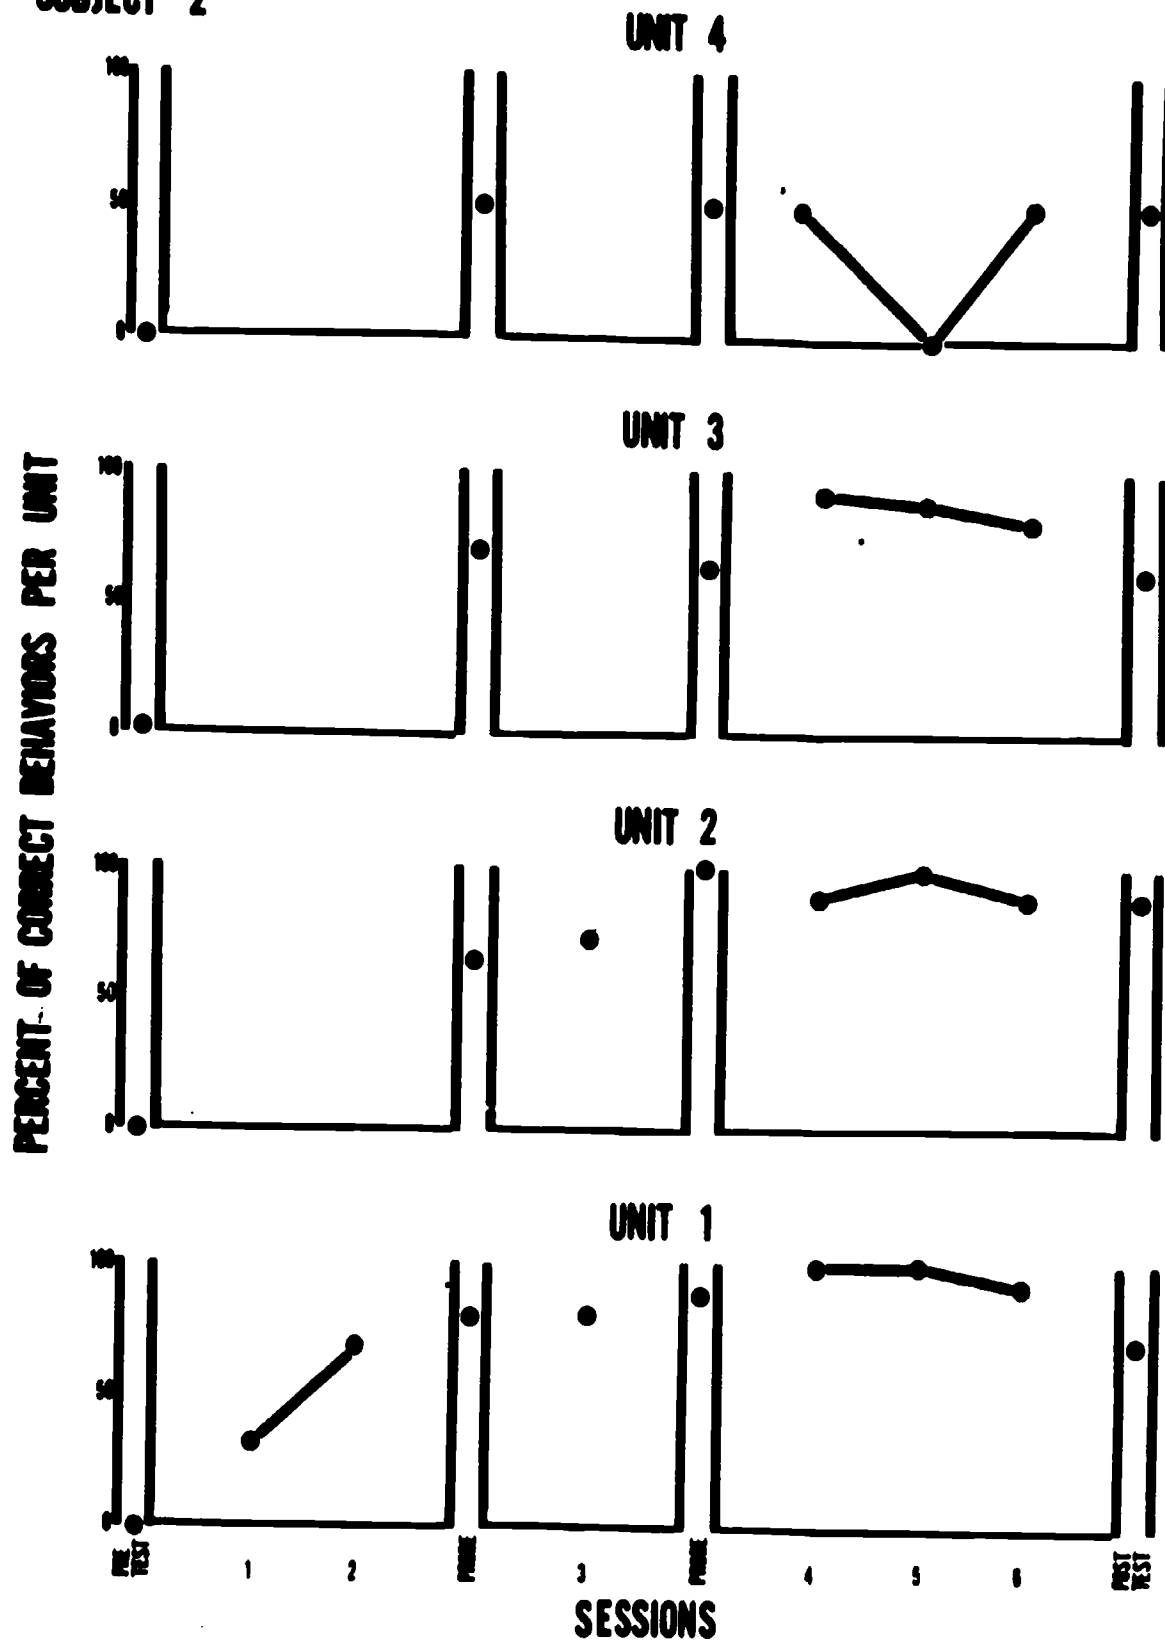 SUBJECT 2
UNIT 4
100
50
0
UNIT 3
100
50
0
PERCENT OF CORRECT BEHAVIORS PER UNIT
UNIT 2
100
50
0
UNIT 1
100
50
0
PRE TEST
1
2
PROBE
3
PROBE
4
5
6
POST TEST
SESSIONS